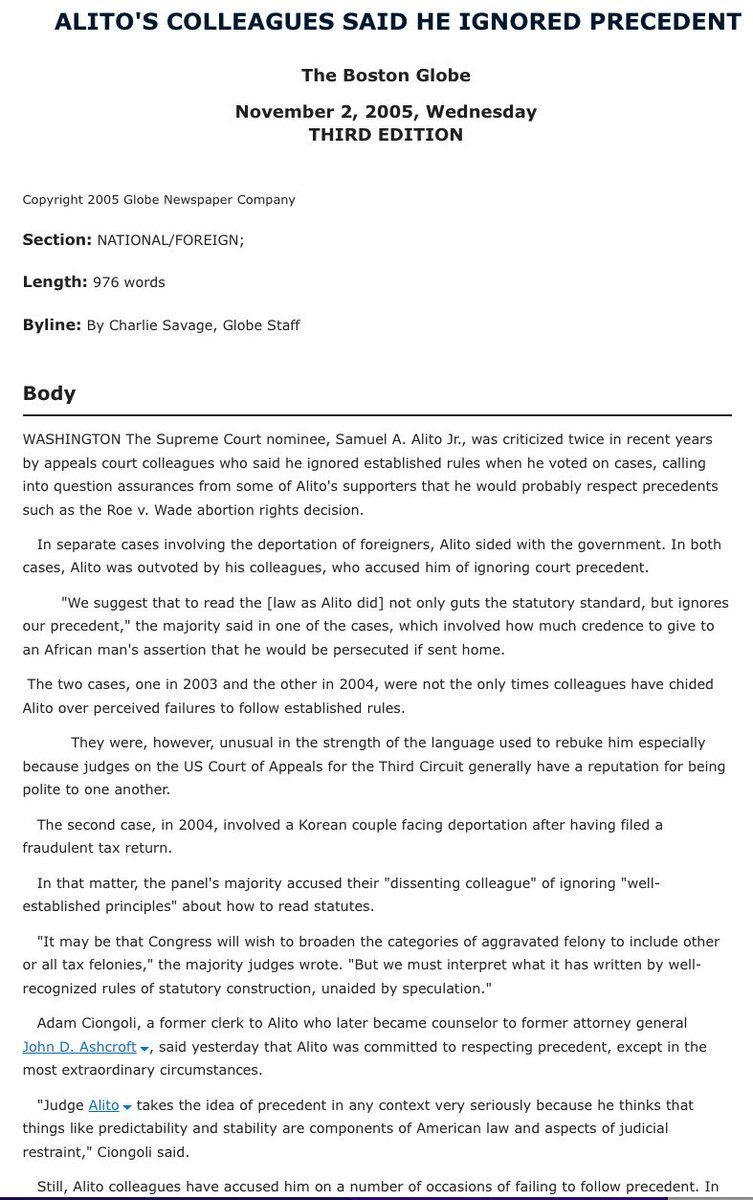 ALITO'S COLLEAGUES SAID HE IGNORED PRECEDENT
The Boston Globe
November 2, 2005, Wednesday
THIRD EDITION
Copyright 2005 Globe Newspaper Company
Section: NATIONAL/FOREIGN;
Length: 976 words
Byline: By Charlie Savage, Globe Staff
Body
WASHINGTON The Supreme Court nominee, Samuel A. Alito Jr., was criticized twice in recent years
by appeals court colleagues who said he ignored established rules when he voted on cases, calling
into question assurances from some of Alito's supporters that he would probably respect precedents
such as the Roe v. Wade abortion rights decision.
In separate cases involving the deportation of foreigners, Alito sided with the government. In both
cases, Alito was outvoted by his colleagues, who accused him of ignoring court precedent.
"We suggest that to read the [law as Alito did] not only guts the statutory standard, but ignores
our precedent," the majority said in one of the cases, which involved how much credence to give to
an African man's assertion that he would be persecuted if sent home.
The two cases, one in 2003 and the other in 2004, were not the only times colleagues have chided
Alito over perceived failures to follow established rules.
They were, however, unusual in the strength of the language used to rebuke him especially
because judges on the US Court of Appeals for the Third Circuit generally have a reputation for being
polite to one another.
The second case, in 2004, involved a Korean couple facing deportation after having filed a
fraudulent tax return.
In that matter, the panel's majority accused their "dissenting colleague" of ignoring "well-
established principles" about how to read statutes.
"It may be that Congress will wish to broaden the categories of aggravated felony to include other
or all tax felonies," the majority judges wrote. "But we must interpret what it has written by well-
recognized rules of statutory construction, unaided by speculation."
Adam Ciongoli, a former clerk to Alito who later became counselor to former attorney general
John D. Ashcroft, said yesterday that Alito was committed to respecting precedent, except in the
most extraordinary circumstances.
"Judge Alito takes the idea of precedent in any context very seriously because he thinks that
things like predictability and stability are components of American law and aspects of judicial
restraint," Ciongoli said.
Still, Alito colleagues have accused him on a number of occasions of failing to follow precedent. In